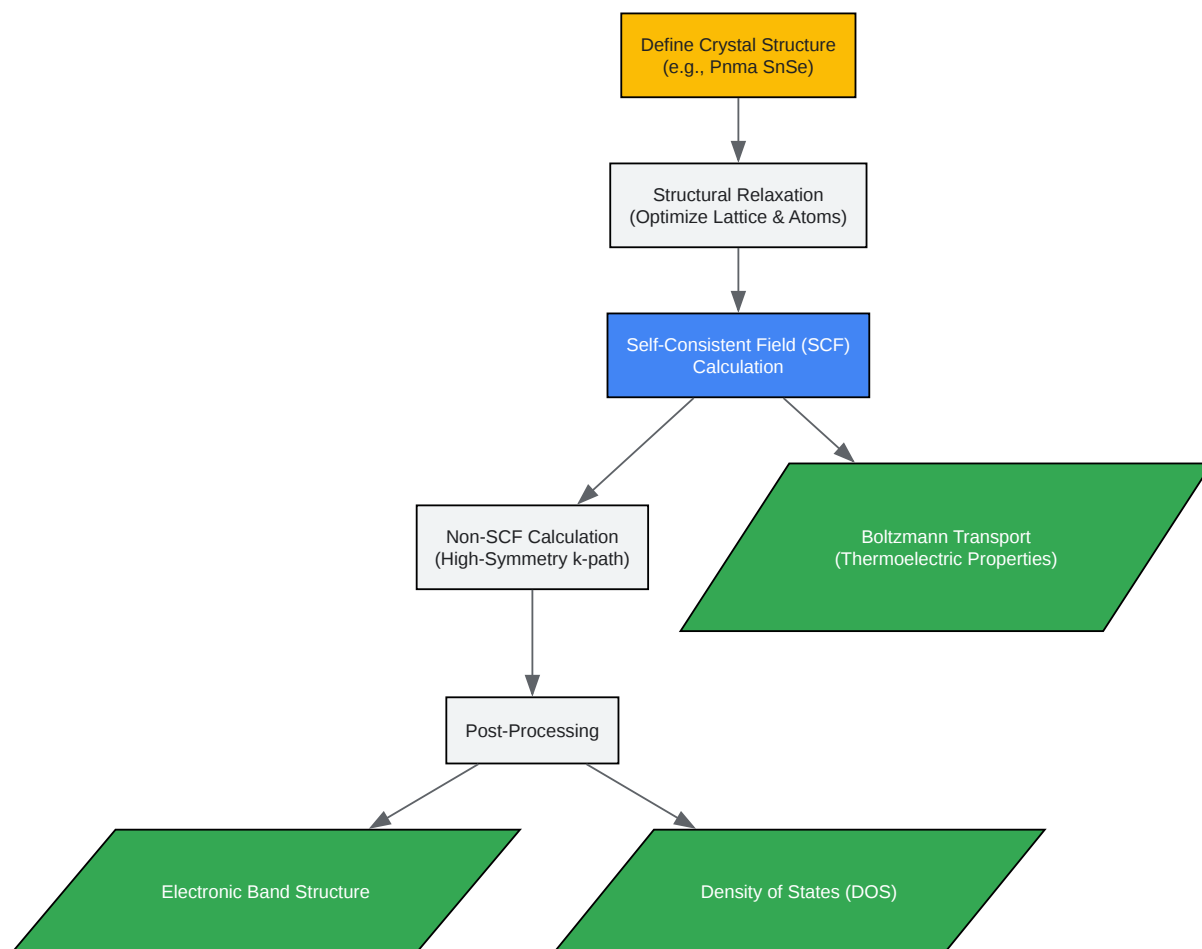 Define Crystal Structure
(e.g., Pnma SnSe)
Structural Relaxation
(Optimize Lattice & Atoms)
Self-Consistent Field (SCF)
Calculation
Non-SCF Calculation
(High-Symmetry k-path)
Boltzmann Transport
(Thermoelectric Properties)
Post-Processing
Electronic Band Structure
Density of States (DOS)